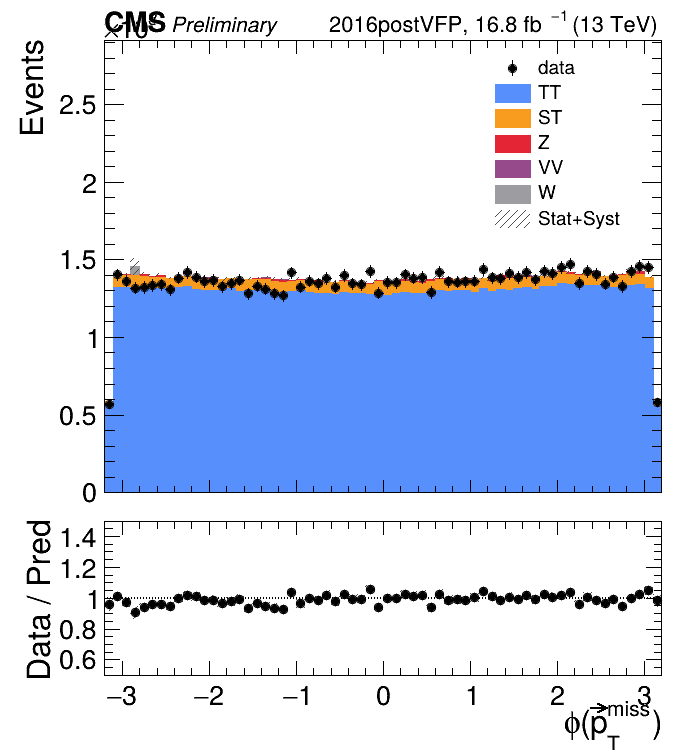 CMS Preliminary 2016postVFP, 16.8 fb⁻¹ (13 TeV)
Events
data
TT
ST
Z
VV
W
Stat+Syst
2.5
2
1.5
1
0.5
0
Data / Pred
1.4
1.2
1
0.8
0.6
−3 −2 −1 0 1 2 3
ϕ(p⃗_T^miss)